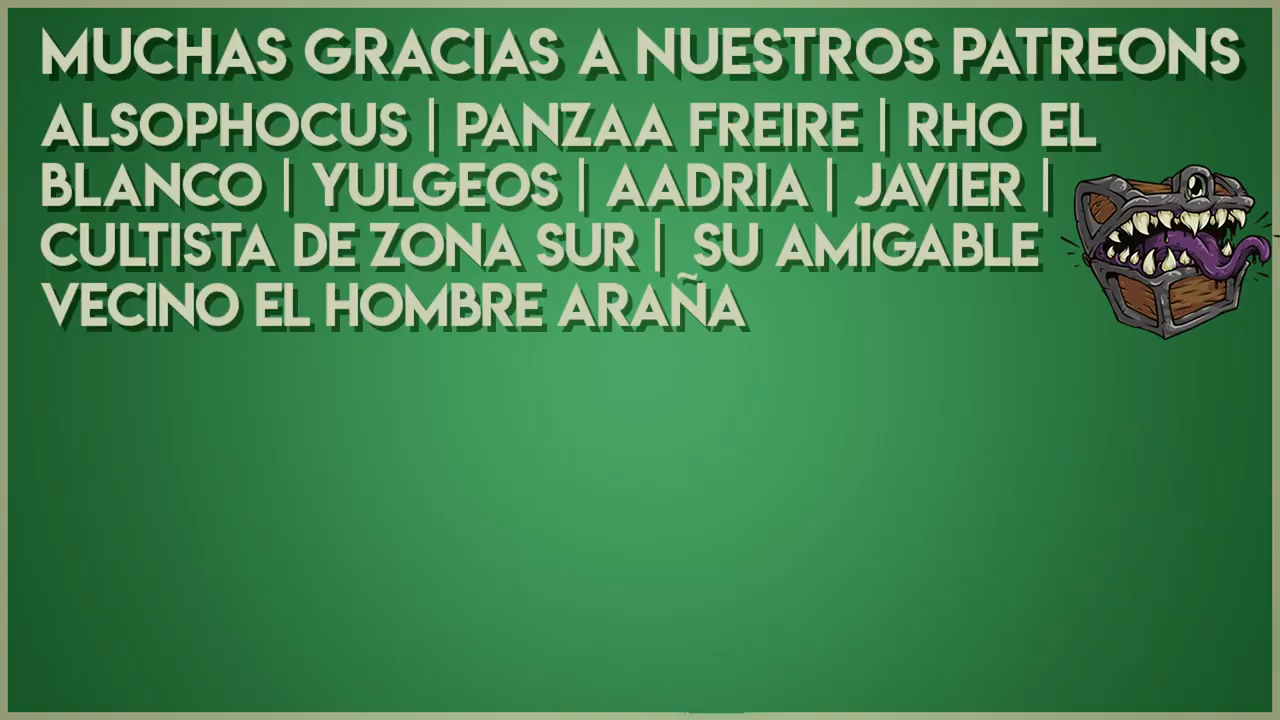 MUCHAS GRACIAS A NUESTROS PATREONS
ALSOPHOCUS | PANZAA FREIRE | RHO EL
BLANCO | YULGEOS | AADRIA | JAVIER |
CULTISTA DE ZONA SUR | SU AMIGABLE
VECINO EL HOMBRE ARAÑA